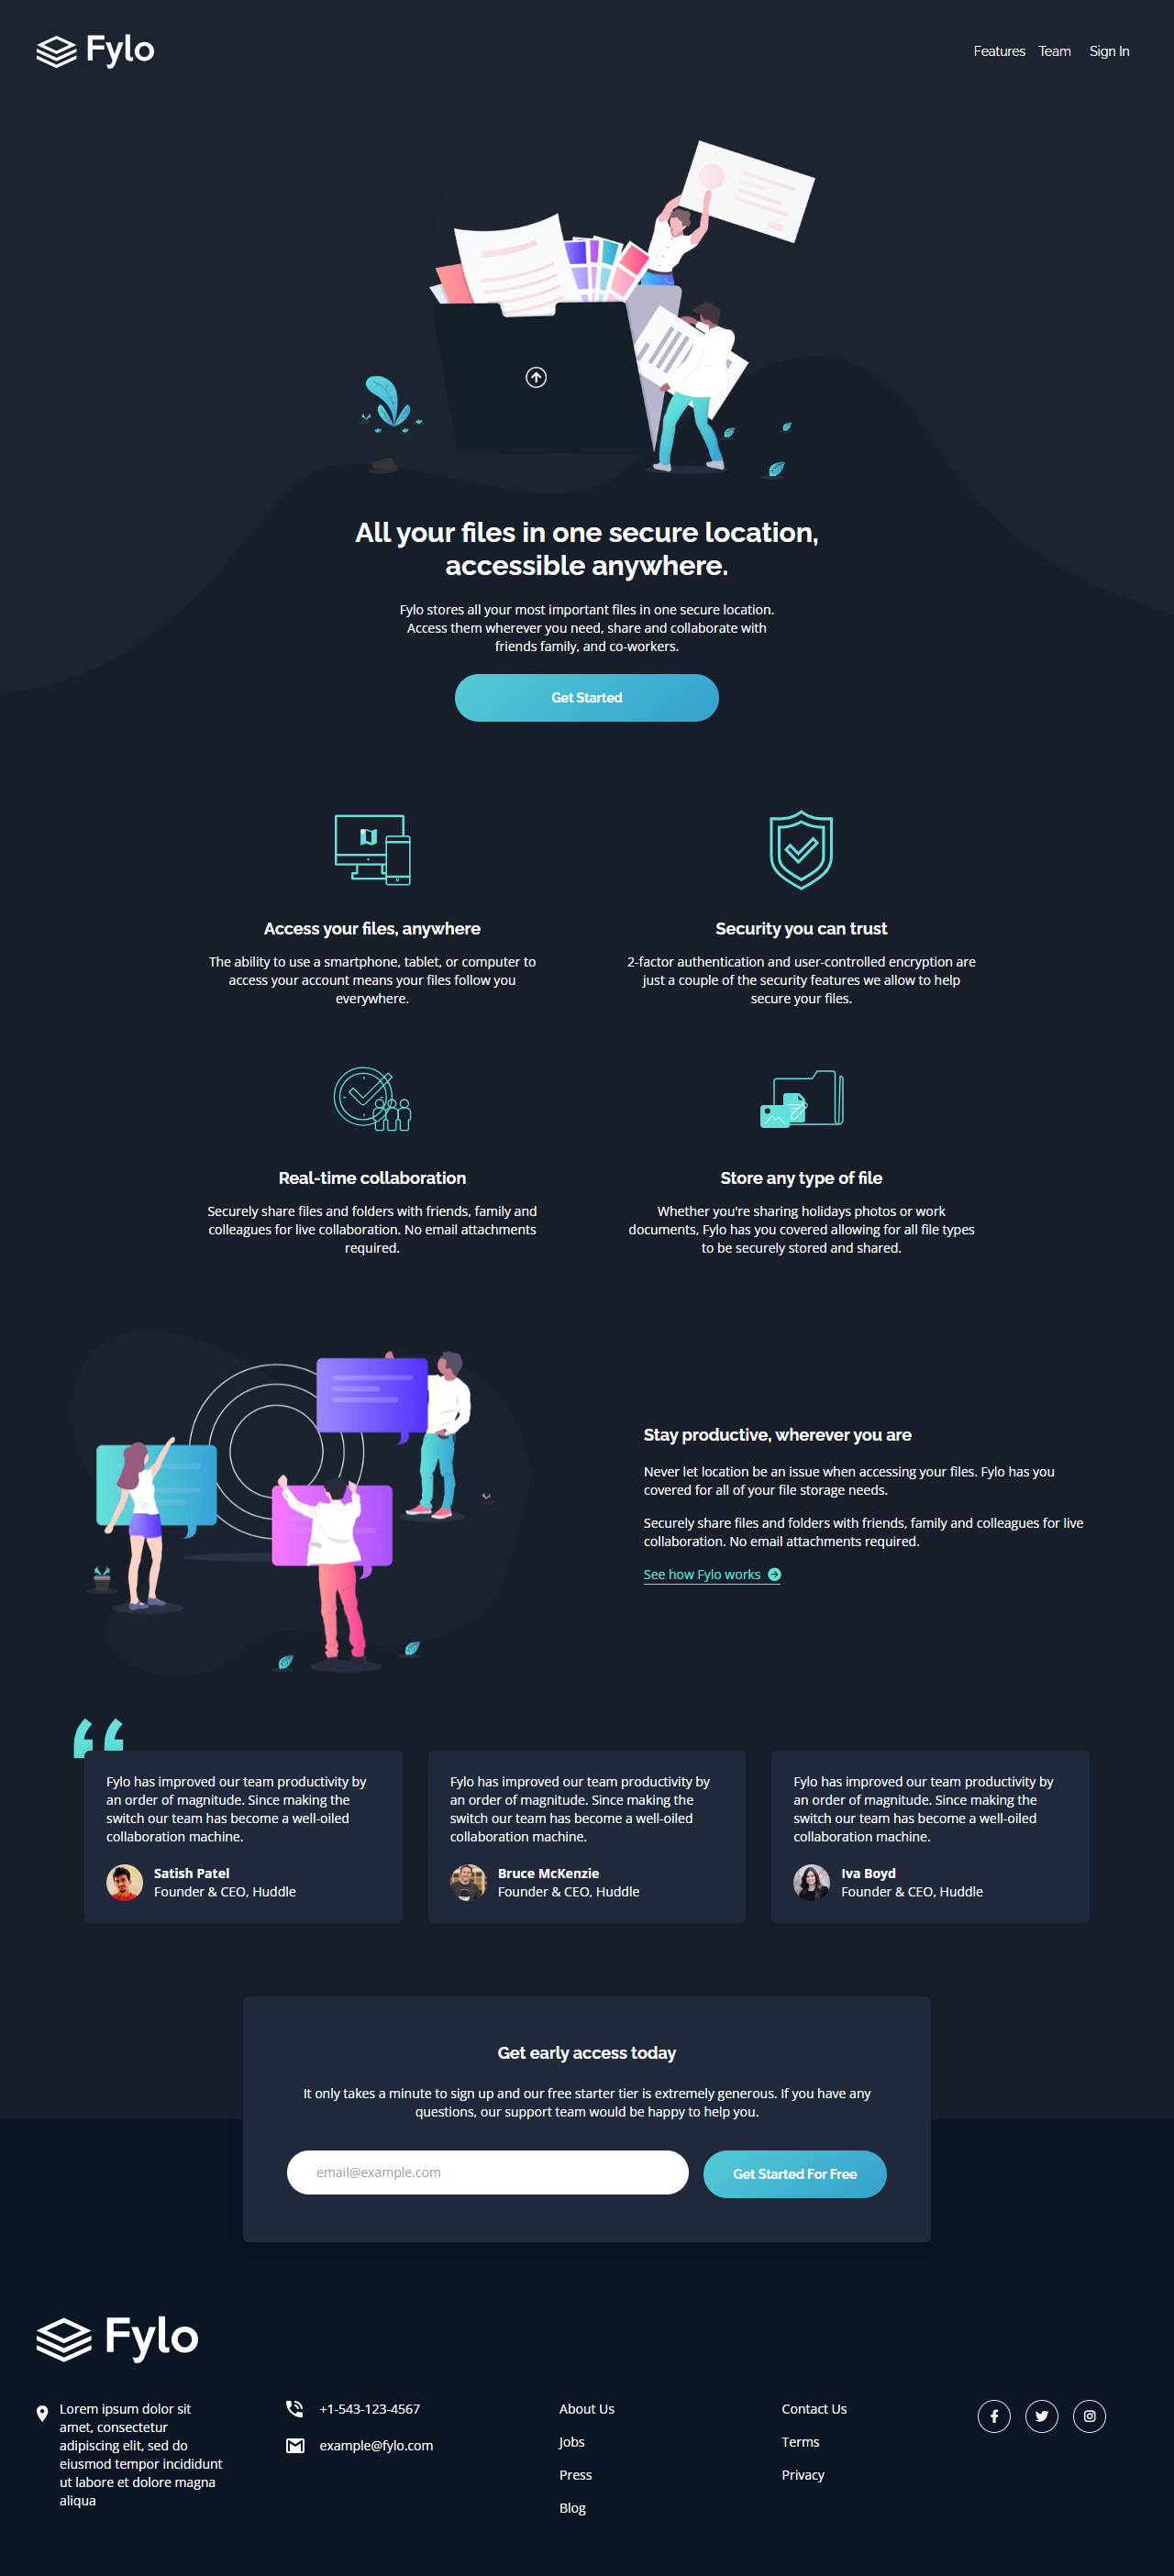 Fylo
Features Team Sign In
All your files in one secure location,
accessible anywhere.
Fylo stores all your most important files in one secure location.
Access them wherever you need, share and collaborate with
friends family, and co-workers.
Get Started
Access your files, anywhere
The ability to use a smartphone, tablet, or computer to
access your account means your files follow you
everywhere.
Security you can trust
2-factor authentication and user-controlled encryption are
just a couple of the security features we allow to help
secure your files.
Real-time collaboration
Securely share files and folders with friends, family and
colleagues for live collaboration. No email attachments
required.
Store any type of file
Whether you're sharing holidays photos or work
documents, Fylo has you covered allowing for all file types
to be securely stored and shared.
Stay productive, wherever you are
Never let location be an issue when accessing your files. Fylo has you
covered for all of your file storage needs.
Securely share files and folders with friends, family and colleagues for live
collaboration. No email attachments required.
See how Fylo works
Fylo has improved our team productivity by
an order of magnitude. Since making the
switch our team has become a well-oiled
collaboration machine.
Satish Patel
Founder & CEO, Huddle
Fylo has improved our team productivity by
an order of magnitude. Since making the
switch our team has become a well-oiled
collaboration machine.
Bruce McKenzie
Founder & CEO, Huddle
Fylo has improved our team productivity by
an order of magnitude. Since making the
switch our team has become a well-oiled
collaboration machine.
Iva Boyd
Founder & CEO, Huddle
Get early access today
It only takes a minute to sign up and our free starter tier is extremely generous. If you have any
questions, our support team would be happy to help you.
email@example.com
Get Started For Free
Fylo
Lorem ipsum dolor sit
amet, consectetur
adipiscing elit, sed do
eiusmod tempor incididunt
ut labore et dolore magna
aliqua
+1-543-123-4567
example@fylo.com
About Us
Jobs
Press
Blog
Contact Us
Terms
Privacy